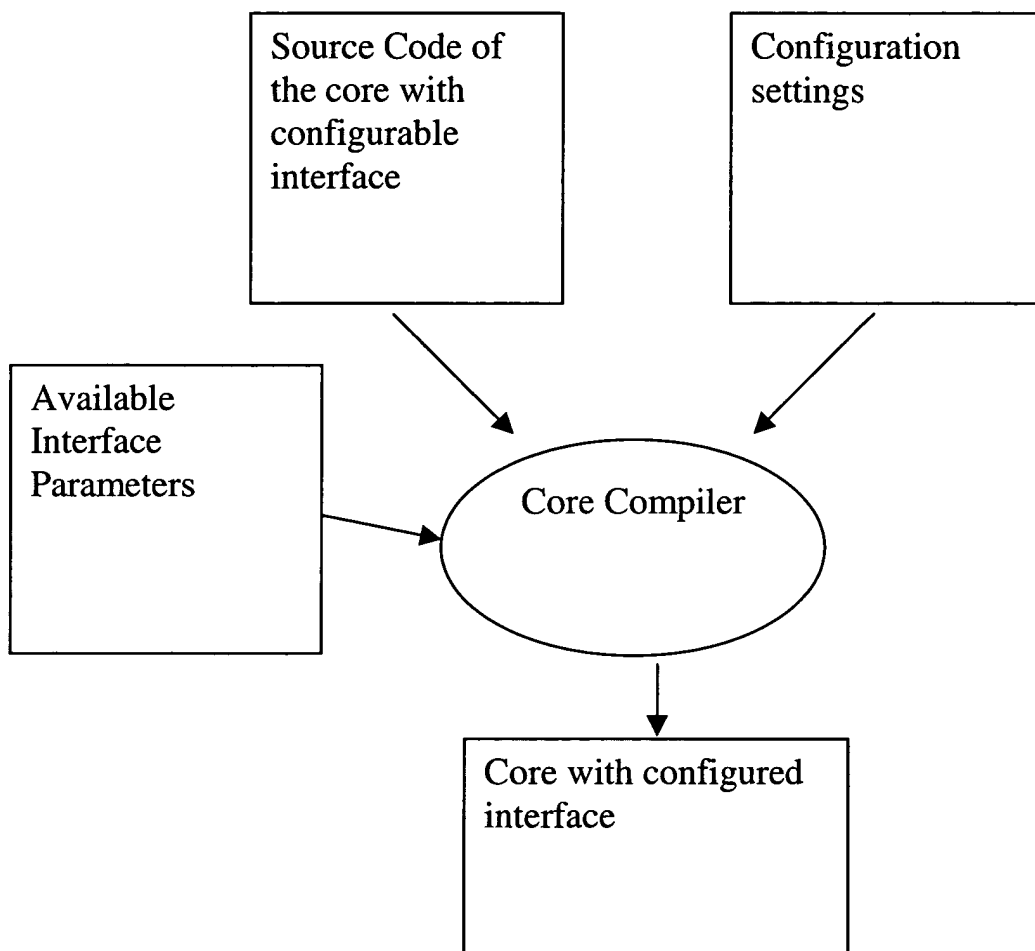 Source Code of
the core with
configurable
interface
Configuration
settings
Available
Interface
Parameters
Core Compiler
Core with configured
interface